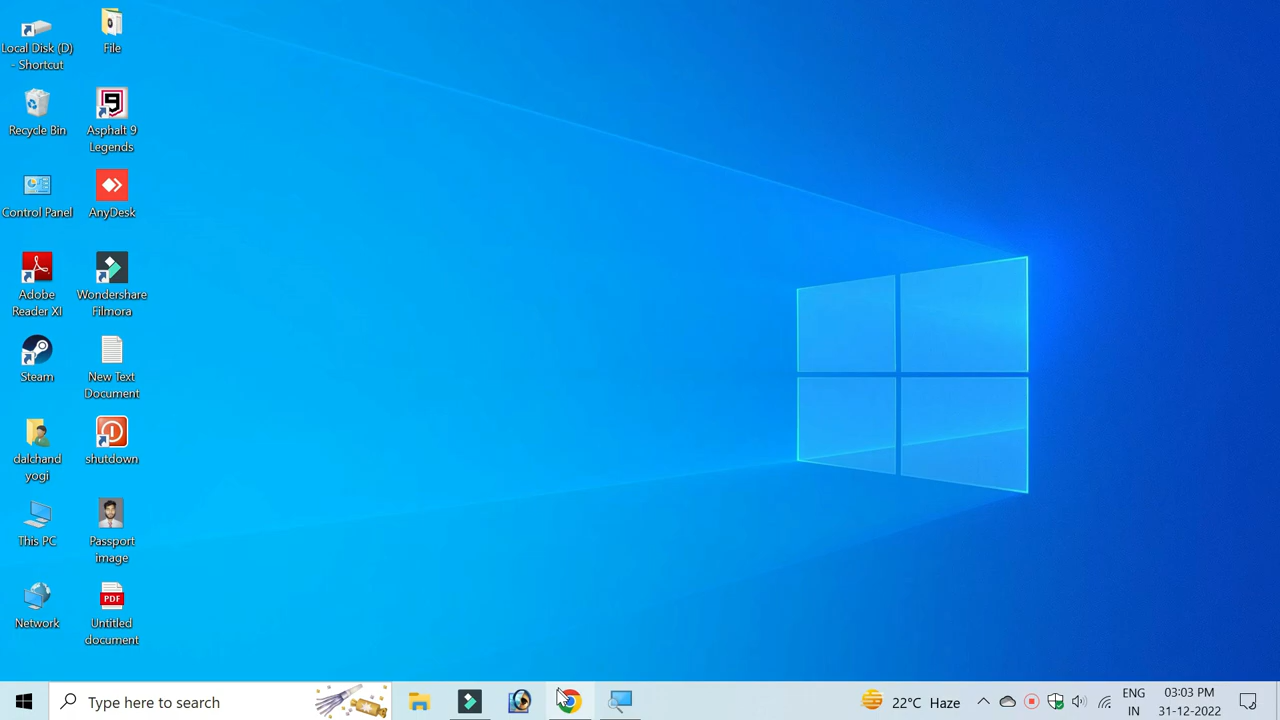 Local Disk (D)
- Shortcut
File
Recycle Bin
Asphalt 9
Legends
Control Panel
AnyDesk
Adobe
Reader XI
Wondershare
Filmora
Steam
New Text
Document
dalchand
yogi
shutdown
This PC
Passport
image
Network
PDF
Untitled
document
Type here to search
22°C Haze
ENG
IN
03:03 PM
31-12-2022